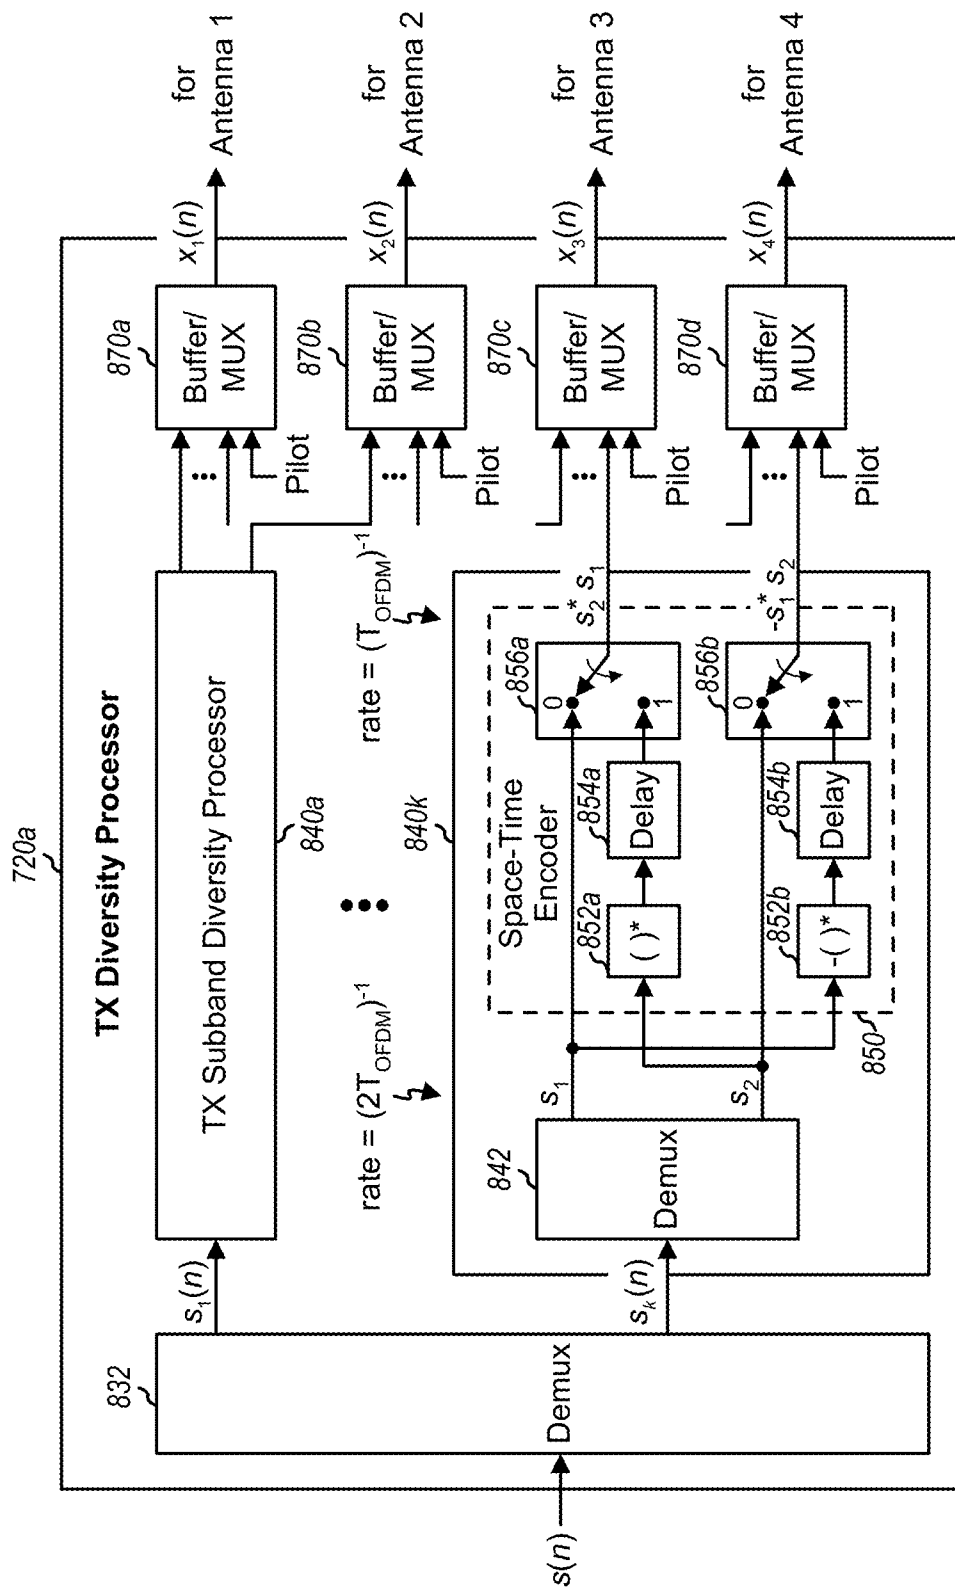 720a
TX Diversity Processor
832
Demux
s(n)
s₁(n)
TX Subband Diversity Processor
840a
•••
rate = (2T_OFDM)⁻¹
rate = (T_OFDM)⁻¹
sₖ(n)
840k
842
Demux
s₁
s₂
Space-Time
Encoder
850
852a
( )*
854a
Delay
856a
0
1
s₂* s₁
852b
-( )*
854b
Delay
856b
0
1
-s₁* s₂
870a
Buffer/
MUX
•••
Pilot
x₁(n)
for
Antenna 1
870b
Buffer/
MUX
•••
Pilot
x₂(n)
for
Antenna 2
870c
Buffer/
MUX
•••
Pilot
x₃(n)
for
Antenna 3
870d
Buffer/
MUX
•••
Pilot
x₄(n)
for
Antenna 4